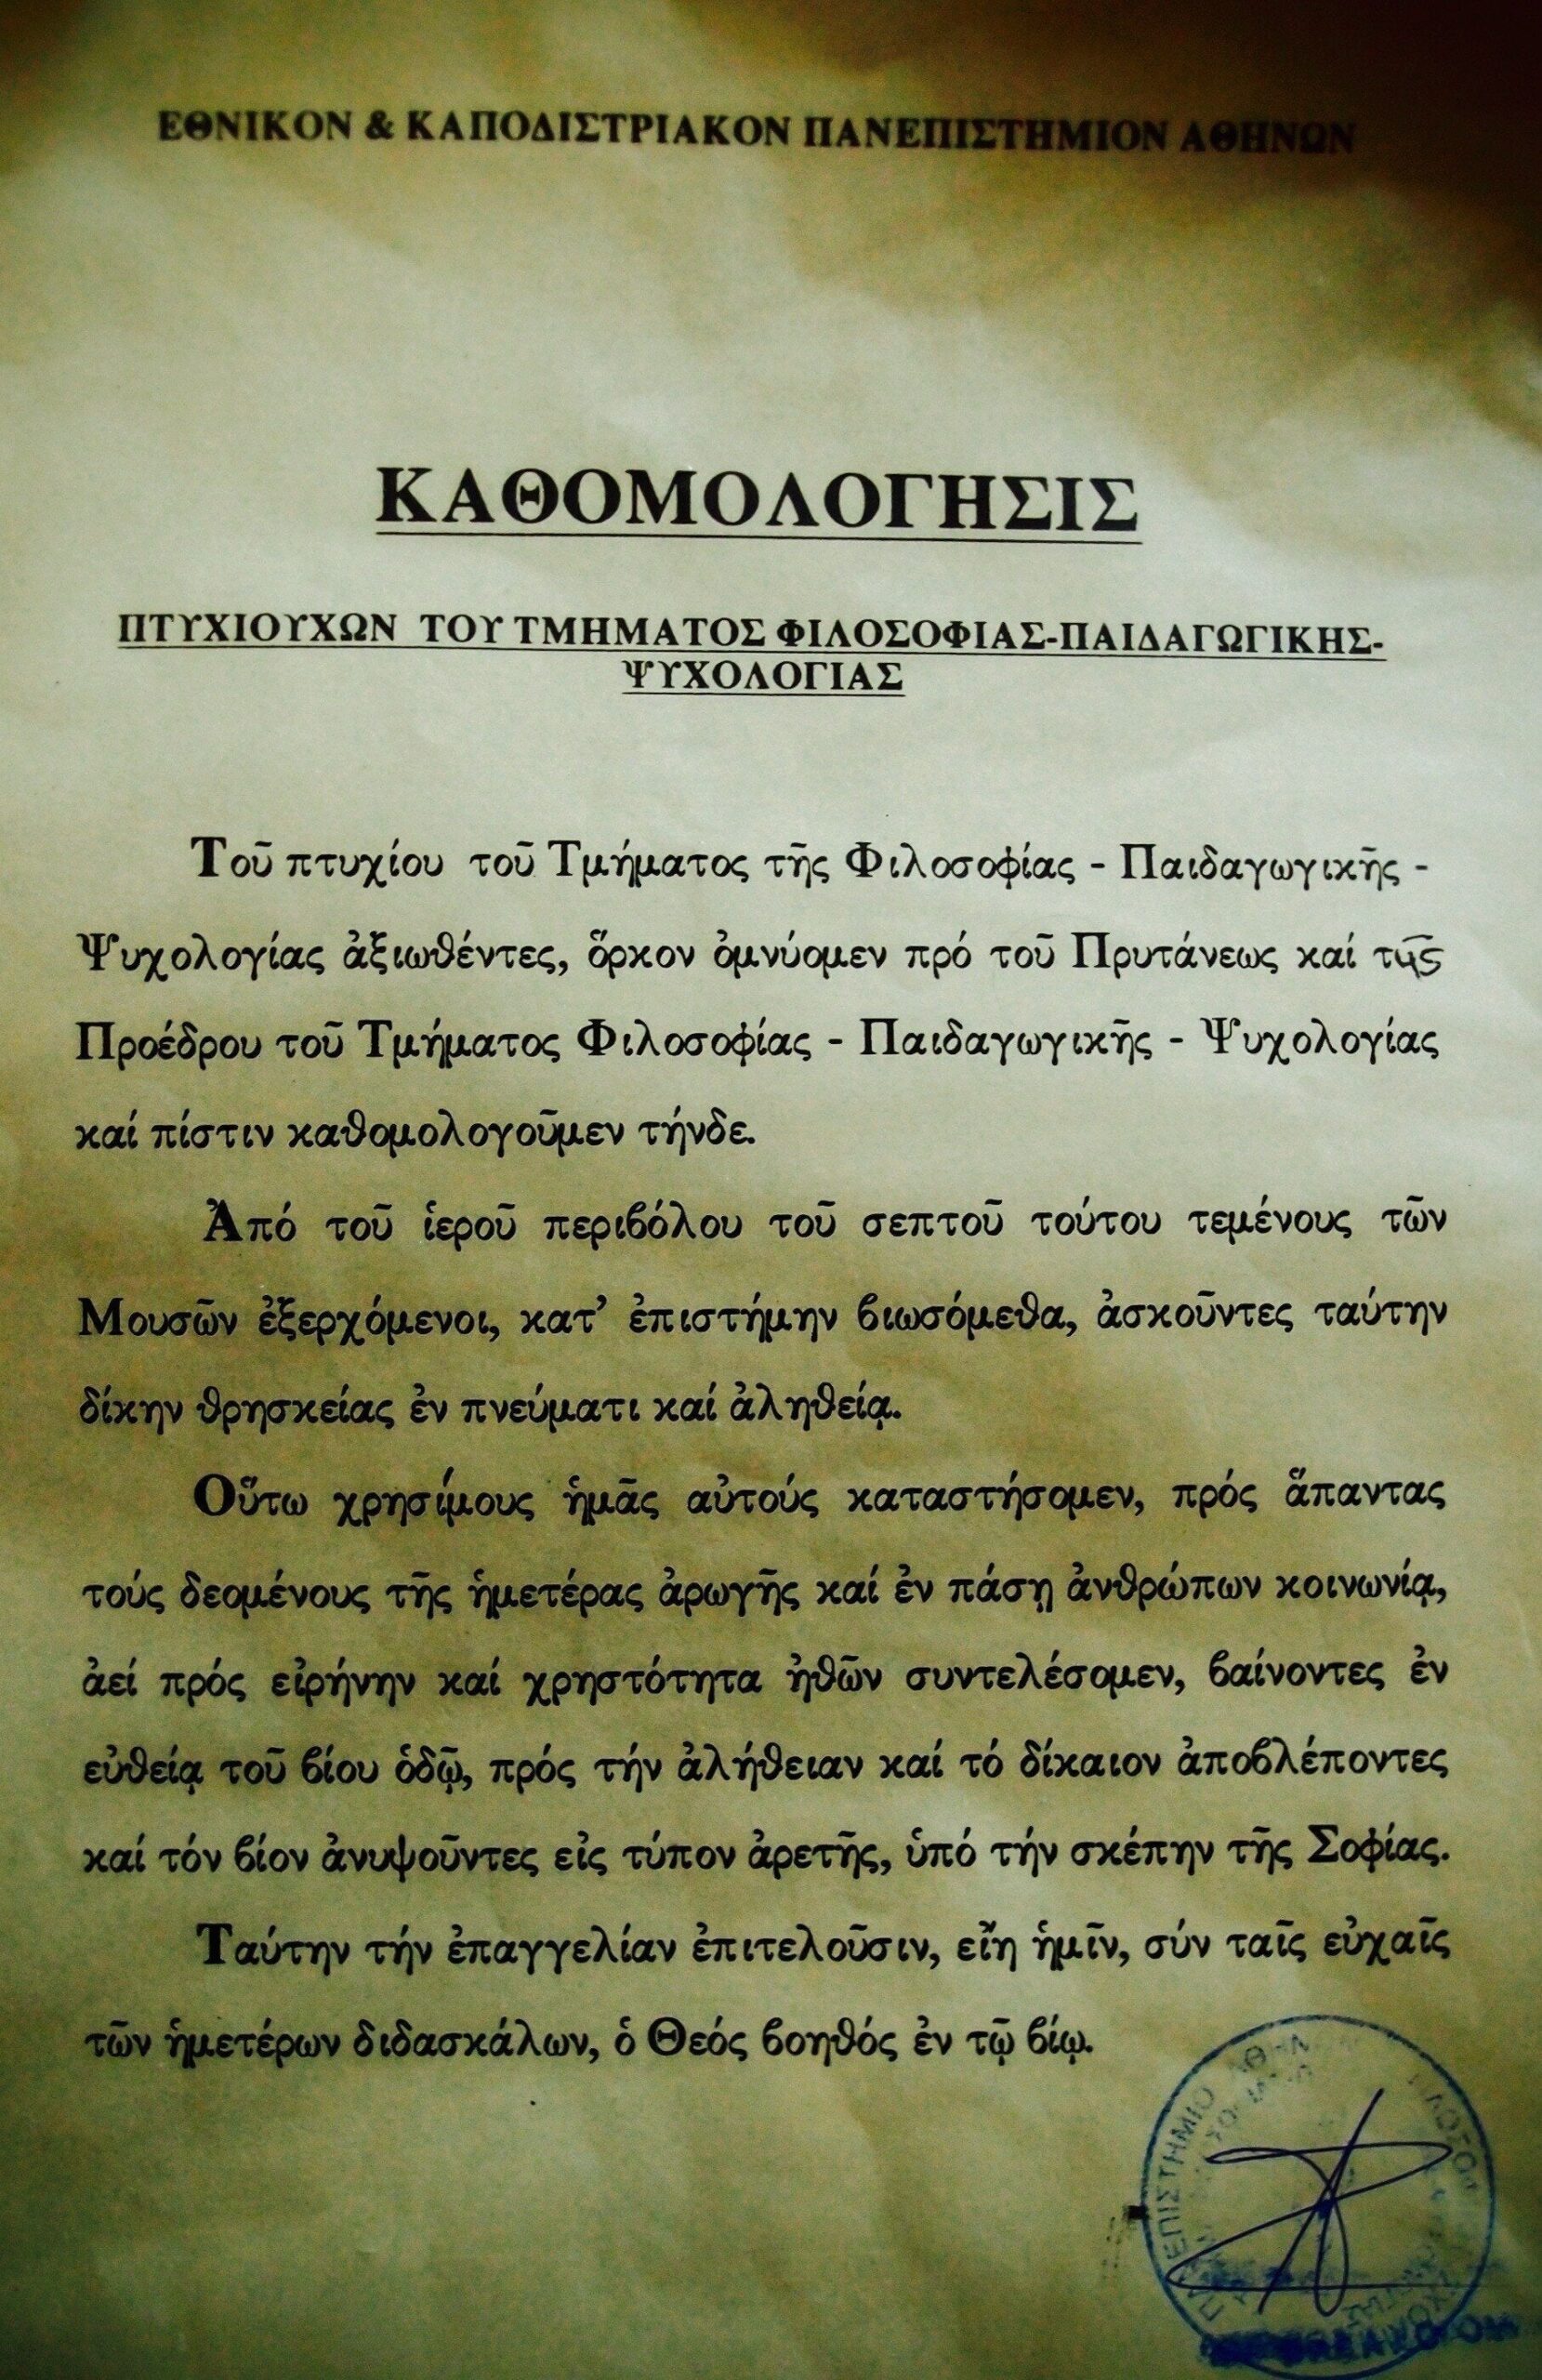 ΕΘΝΙΚΟΝ & ΚΑΠΟΔΙΣΤΡΙΑΚΟΝ ΠΑΝΕΠΙΣΤΗΜΙΟΝ ΑΘΗΝΩΝ
ΚΑΘΟΜΟΛΟΓΗΣΙΣ
ΠΤΥΧΙΟΥΧΩΝ ΤΟΥ ΤΜΗΜΑΤΟΣ ΦΙΛΟΣΟΦΙΑΣ-ΠΑΙΔΑΓΩΓΙΚΗΣ-
ΨΥΧΟΛΟΓΙΑΣ
Τοῦ πτυχίου τοῦ Τμήματος τῆς Φιλοσοφίας - Παιδαγωγικῆς -
Ψυχολογίας ἀξιωθέντες, ὅρκον ὀμνύομεν πρό τοῦ Πρυτάνεως καί τῆς
Προέδρου τοῦ Τμήματος Φιλοσοφίας - Παιδαγωγικῆς - Ψυχολογίας
καί πίστιν καθομολογοῦμεν τήνδε.
Ἀπό τοῦ ἱεροῦ περιβόλου τοῦ σεπτοῦ τούτου τεμένους τῶν
Μουσῶν ἐξερχόμενοι, κατ’ ἐπιστήμην βιωσόμεθα, ἀσκοῦντες ταύτην
δίκην θρησκείας ἐν πνεύματι καί ἀληθείᾳ.
Οὕτω χρησίμους ἡμᾶς αὐτούς καταστήσομεν, πρός ἅπαντας
τούς δεομένους τῆς ἡμετέρας ἀρωγῆς καί ἐν πάσῃ ἀνθρώπων κοινωνίᾳ,
ἀεί πρός εἰρήνην καί χρηστότητα ἠθῶν συντελέσομεν, βαίνοντες ἐν
εὐθείᾳ τοῦ βίου ὁδῷ, πρός τήν ἀλήθειαν καί τό δίκαιον ἀποβλέποντες
καί τόν βίον ἀνυψοῦντες εἰς τύπον ἀρετῆς, ὑπό τήν σκέπην τῆς Σοφίας.
Ταύτην τήν ἐπαγγελίαν ἐπιτελοῦσιν, εἴη ἡμῖν, σύν ταῖς εὐχαῖς
τῶν ἡμετέρων διδασκάλων, ὁ Θεός βοηθός ἐν τῷ βίῳ.